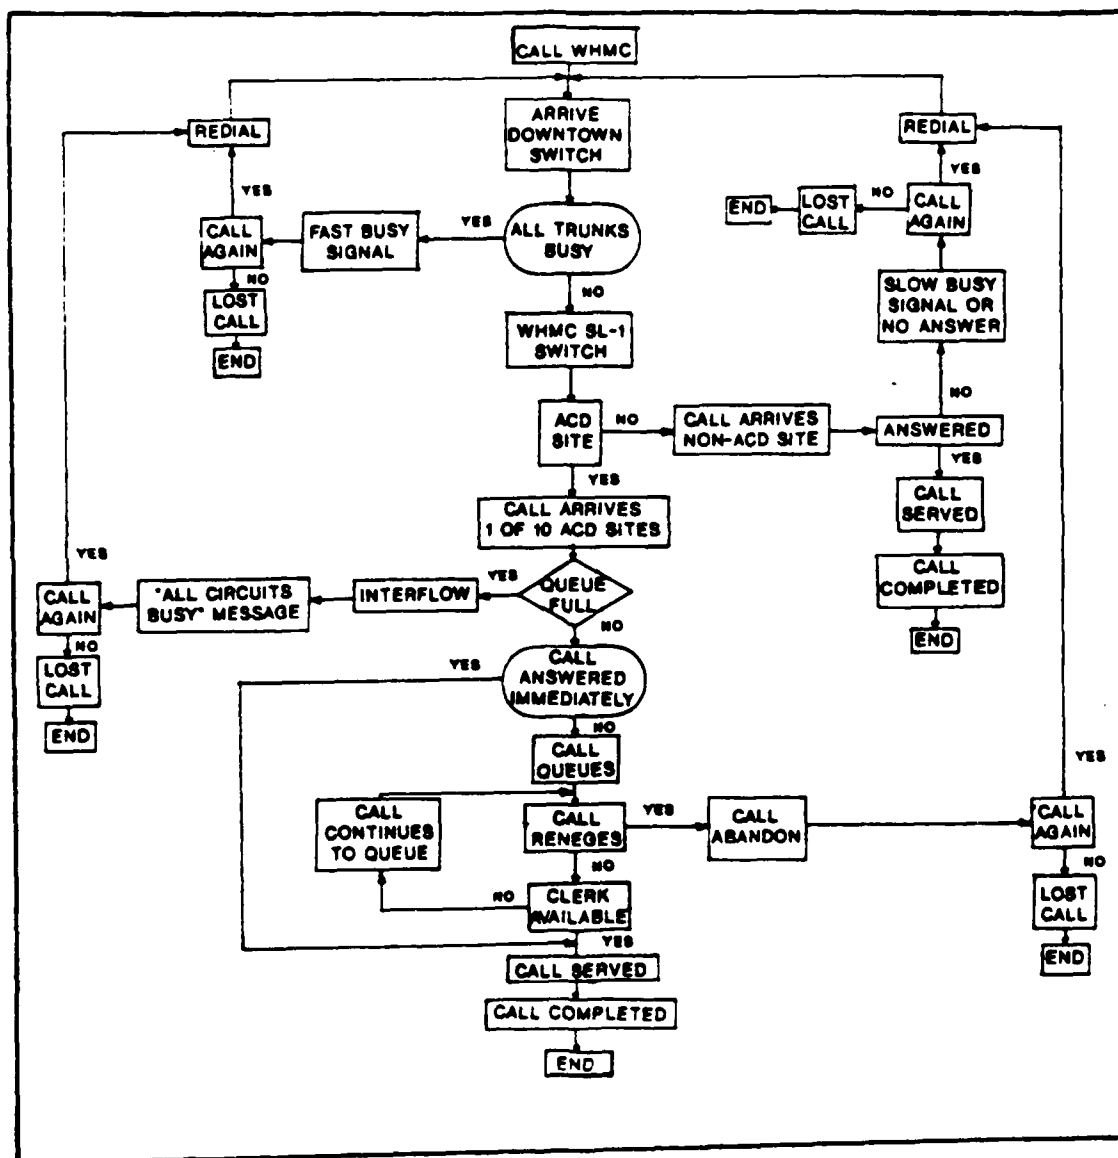 CALL WHMC
ARRIVE
DOWNTOWN
SWITCH
REDIAL
REDIAL
YES
YES
CALL
AGAIN
FAST BUSY
SIGNAL
YES
ALL TRUNKS
BUSY
END
LOST
CALL
NO
CALL
AGAIN
NO
LOST
CALL
END
NO
WHMC SL-1
SWITCH
SLOW BUSY
SIGNAL OR
NO ANSWER
NO
ACD
SITE
NO
CALL ARRIVES
NON-ACD SITE
ANSWERED
YES
YES
CALL
SERVED
CALL ARRIVES
1 OF 10 ACD SITES
CALL
COMPLETED
END
YES
CALL
AGAIN
"ALL CIRCUITS
BUSY" MESSAGE
INTERFLOW
YES
QUEUE
FULL
NO
NO
LOST
CALL
END
YES
CALL
ANSWERED
IMMEDIATELY
NO
CALL
QUEUES
YES
CALL
CONTINUES
TO QUEUE
CALL
RENEGES
YES
CALL
ABANDON
CALL
AGAIN
NO
NO
NO
CLERK
AVAILABLE
LOST
CALL
YES
END
CALL SERVED
CALL COMPLETED
END